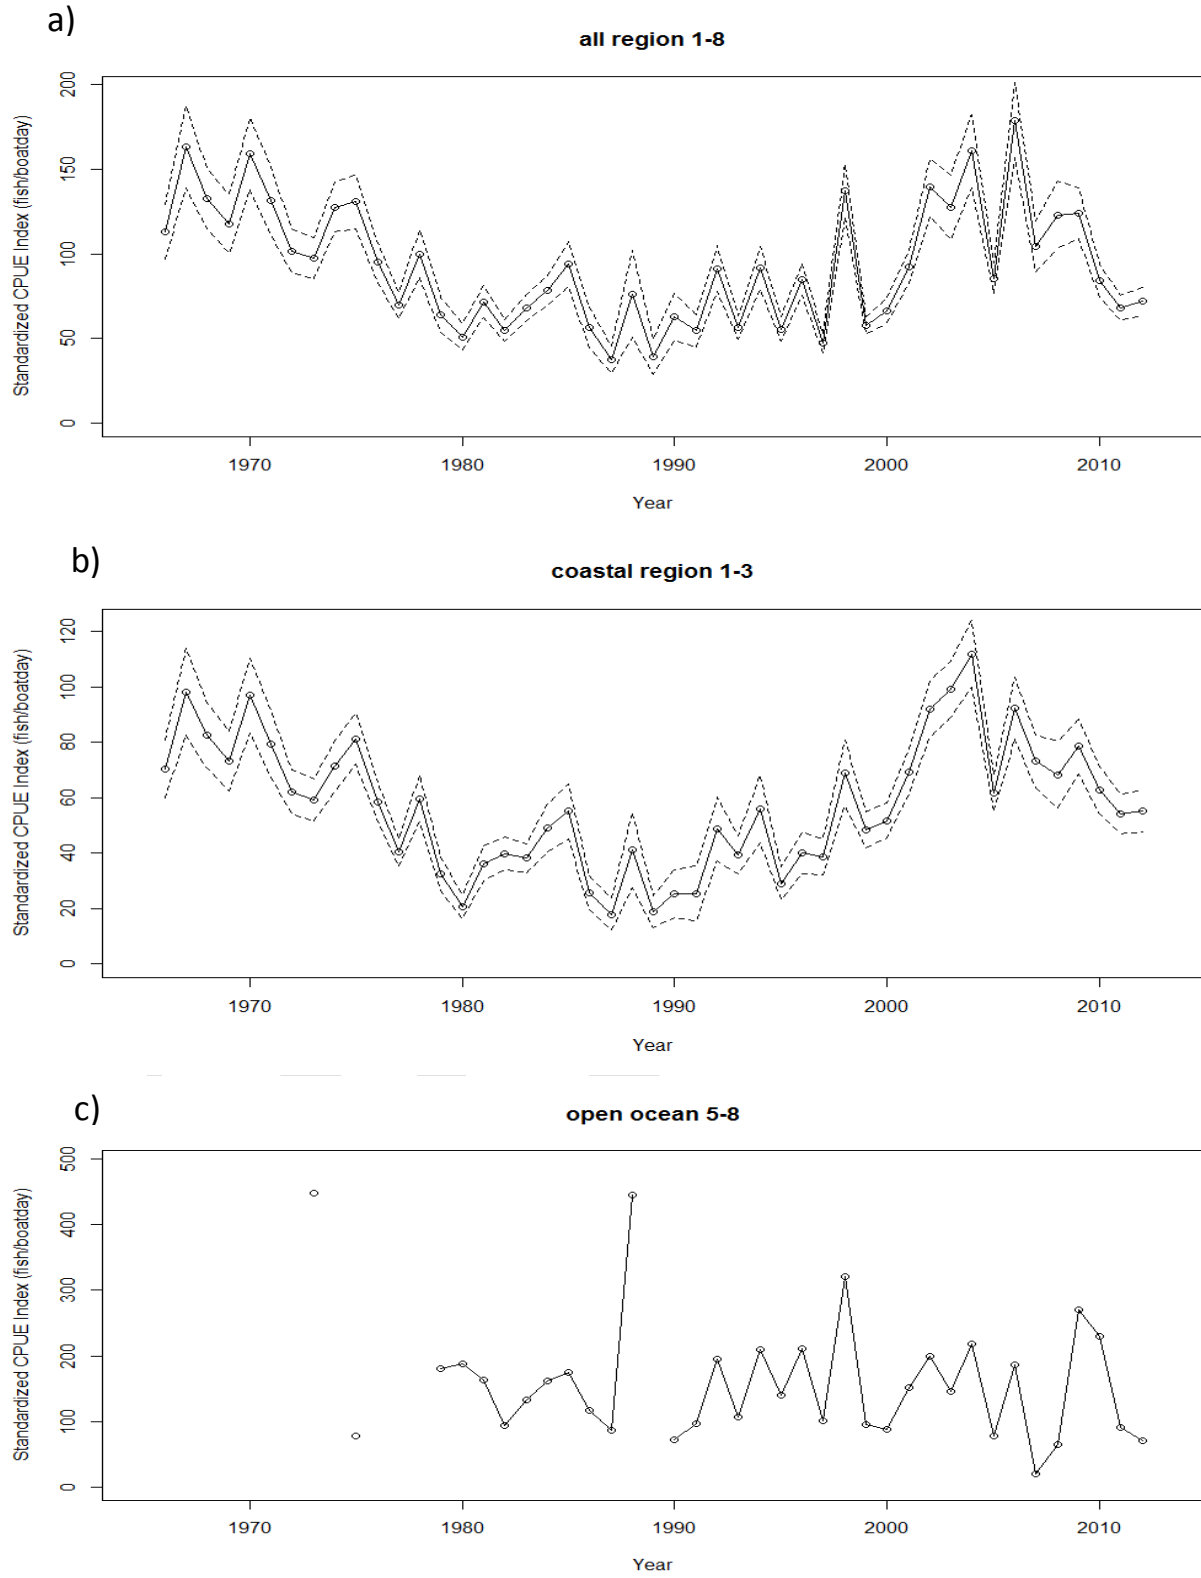 a)
all region 1-8
Standardized CPUE Index (fish/boatday)
200
150
100
50
0
1970 1980 1990 2000 2010
Year
b)
coastal region 1-3
Standardized CPUE Index (fish/boatday)
120
100
80
60
40
20
0
1970 1980 1990 2000 2010
Year
c)
open ocean 5-8
Standardized CPUE Index (fish/boatday)
500
400
300
200
100
0
1970 1980 1990 2000 2010
Year